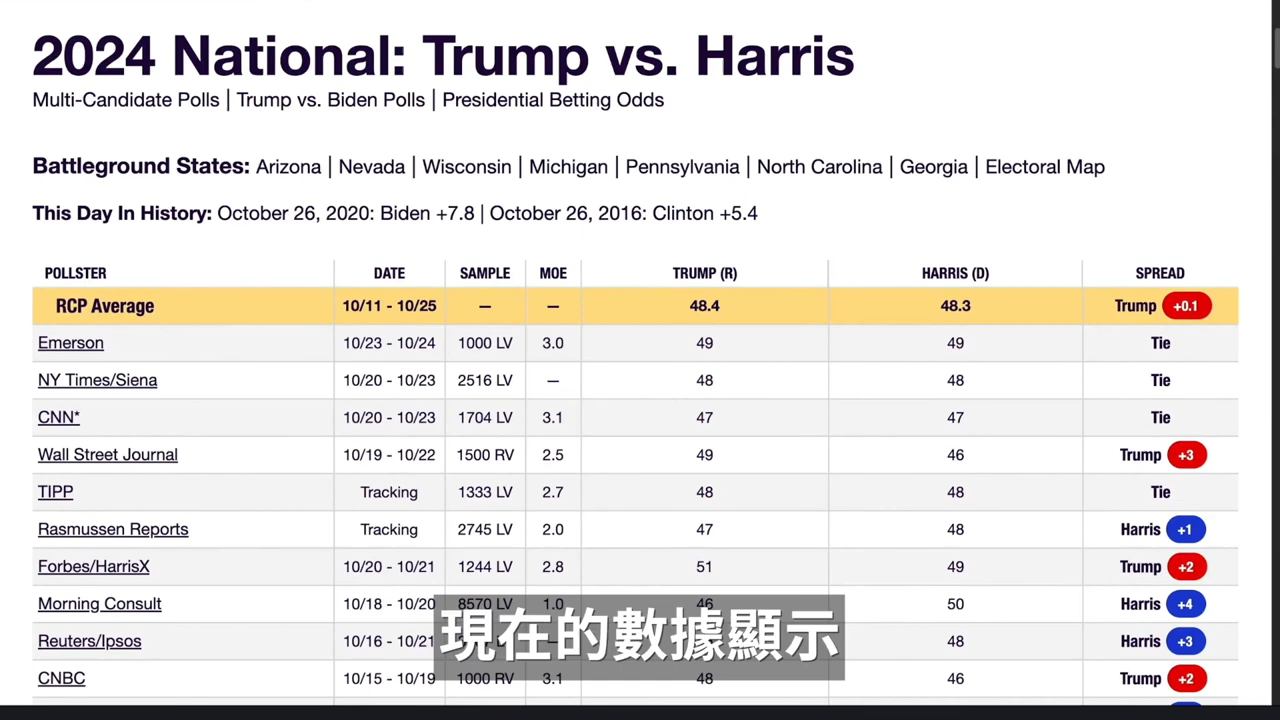 2024 National: Trump vs. Harris
Multi-Candidate Polls | Trump vs. Biden Polls | Presidential Betting Odds
Battleground States: Arizona | Nevada | Wisconsin | Michigan | Pennsylvania | North Carolina | Georgia | Electoral Map
This Day In History: October 26, 2020: Biden +7.8 | October 26, 2016: Clinton +5.4
POLLSTER DATE SAMPLE MOE TRUMP (R) HARRIS (D) SPREAD
RCP Average 10/11 - 10/25 — — 48.4 48.3 Trump +0.1
Emerson 10/23 - 10/24 1000 LV 3.0 49 49 Tie
NY Times/Siena 10/20 - 10/23 2516 LV — 48 48 Tie
CNN* 10/20 - 10/23 1704 LV 3.1 47 47 Tie
Wall Street Journal 10/19 - 10/22 1500 RV 2.5 49 46 Trump +3
TIPP Tracking 1333 LV 2.7 48 48 Tie
Rasmussen Reports Tracking 2745 LV 2.0 47 48 Harris +1
Forbes/HarrisX 10/20 - 10/21 1244 LV 2.8 51 49 Trump +2
Morning Consult 10/18 - 10/20 8570 LV 1.0 46 50 Harris +4
Reuters/Ipsos 10/16 - 10/21 48 Harris +3
CNBC 10/15 - 10/19 1000 RV 3.1 48 46 Trump +2
現在的數據顯示